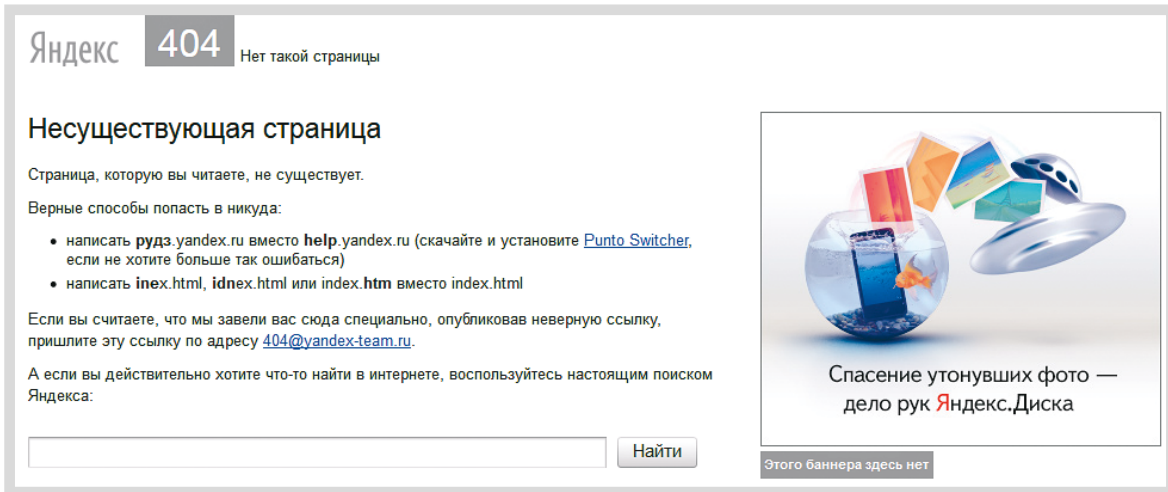 Яндекс 404 Нет такой страницы
Несуществующая страница
Страница, которую вы читаете, не существует.
Верные способы попасть в никуда:
• написать рудз.yandex.ru вместо help.yandex.ru (скачайте и установите Punto Switcher,
если не хотите больше так ошибаться)
• написать inex.html, idnex.html или index.htm вместо index.html
Если вы считаете, что мы завели вас сюда специально, опубликовав неверную ссылку,
пришлите эту ссылку по адресу 404@yandex-team.ru.
А если вы действительно хотите что-то найти в интернете, воспользуйтесь настоящим поиском
Яндекса:
Найти
Спасение утонувших фото —
дело рук Яндекс.Диска
Этого баннера здесь нет